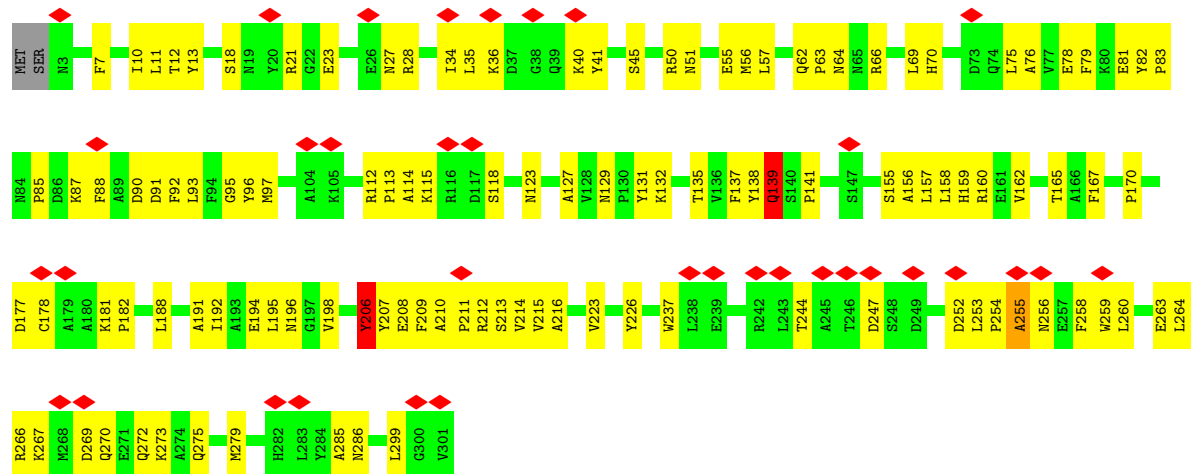 MET SER N3 F7 I10 L11 T12 Y13 S18 N19 Y20 R21 G22 E23 E26 N27 R28 I34 L35 K36 D37 G38 Q39 K40 Y41 S45 R50 N51 E55 M56 L57 Q62 P63 N64 N65 R66 L69 H70 D73 Q74 L75 A76 V77 E78 F79 K80 E81 Y82 P83
N84 P85 D86 K87 F88 A89 D90 D91 F92 L93 F94 G95 Y96 M97 A104 K105 R112 P113 A114 K115 R116 D117 S118 N123 A127 V128 N129 P130 Y131 K132 T135 V136 F137 Y138 Q139 S140 P141 S147 S155 A156 L157 L158 H159 R160 E161 V162 T165 A166 F167 P170
D177 C178 A179 A180 K181 P182 L188 A191 I192 A193 E194 L195 N196 G197 V198 Y206 Y207 E208 F209 A210 P211 R212 S213 V214 V215 A216 V223 Y226 W237 L238 E239 R242 L243 T244 A245 T246 D247 S248 D249 D252 L253 P254 A255 N256 E257 F258 W259 L260 E263 L264
R266 K267 M268 D269 Q270 E271 Q272 K273 A274 Q275 M279 H282 L283 Y284 A285 N286 L299 G300 V301